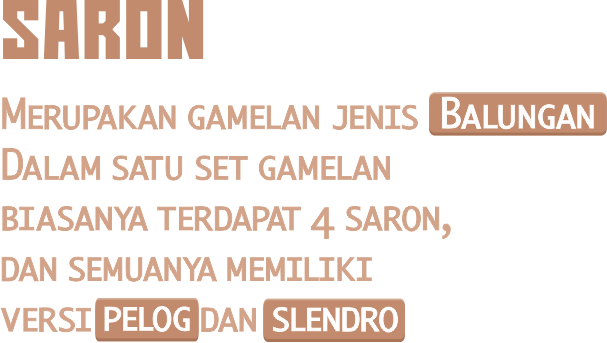 SARON
Merupakan gamelan jenis Balungan
Dalam satu set gamelan
biasanya terdapat 4 saron,
dan semuanya memiliki
versi pelog dan slendro